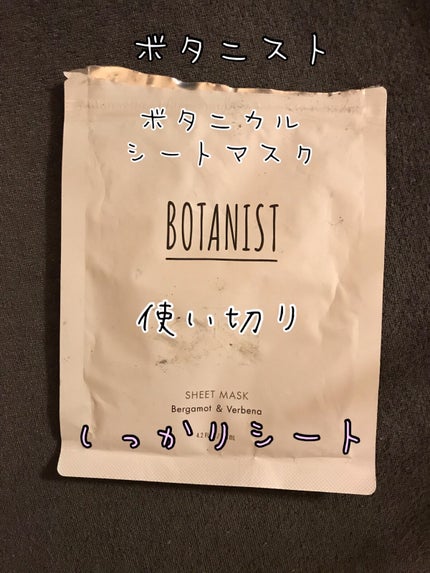 ボタニスト
ボタニカル
シートマスク
BOTANIST
使い切り
SHEET MASK
Bergamot & Verbena
しっかりシート